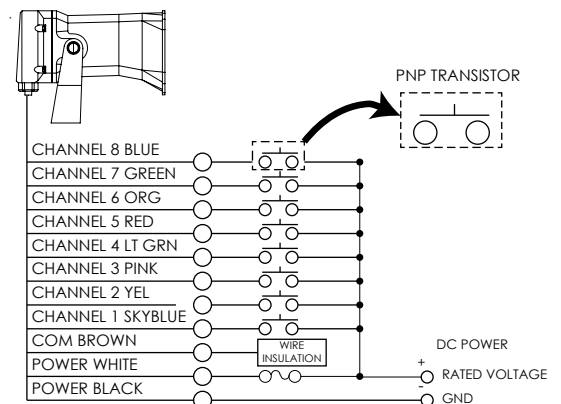 PNP TRANSISTOR
CHANNEL 8 BLUE
CHANNEL 7 GREEN
CHANNEL 6 ORG
CHANNEL 5 RED
CHANNEL 4 LT GRN
CHANNEL 3 PINK
CHANNEL 2 YEL
CHANNEL 1 SKYBLUE
COM BROWN
WIRE
INSULATION
DC POWER
POWER WHITE
+
RATED VOLTAGE
POWER BLACK
-
GND